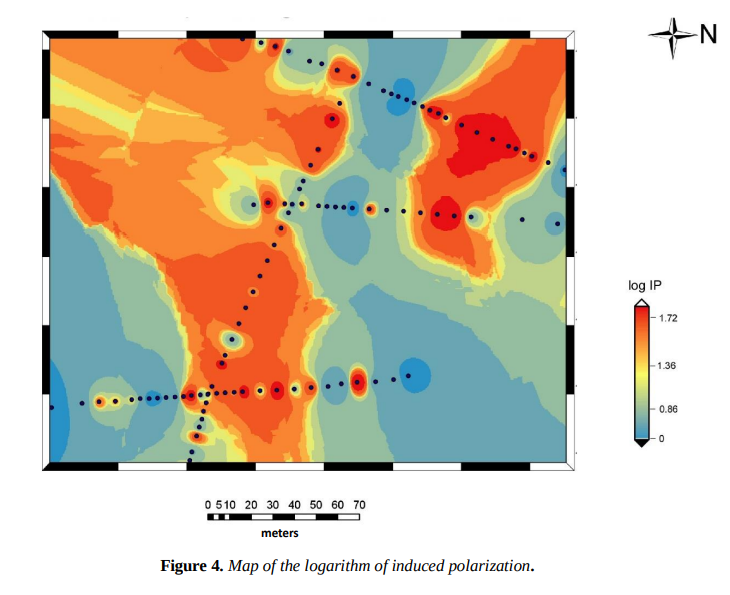 N
log IP
1.72
1.36
0.86
0
0 5 10 20 30 40 50 60 70
meters
Figure 4. Map of the logarithm of induced polarization.